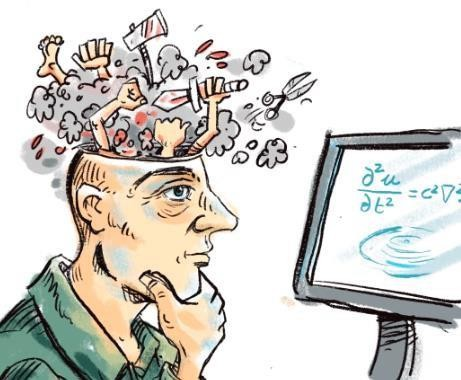 ∂²u/∂t² = c²∇²